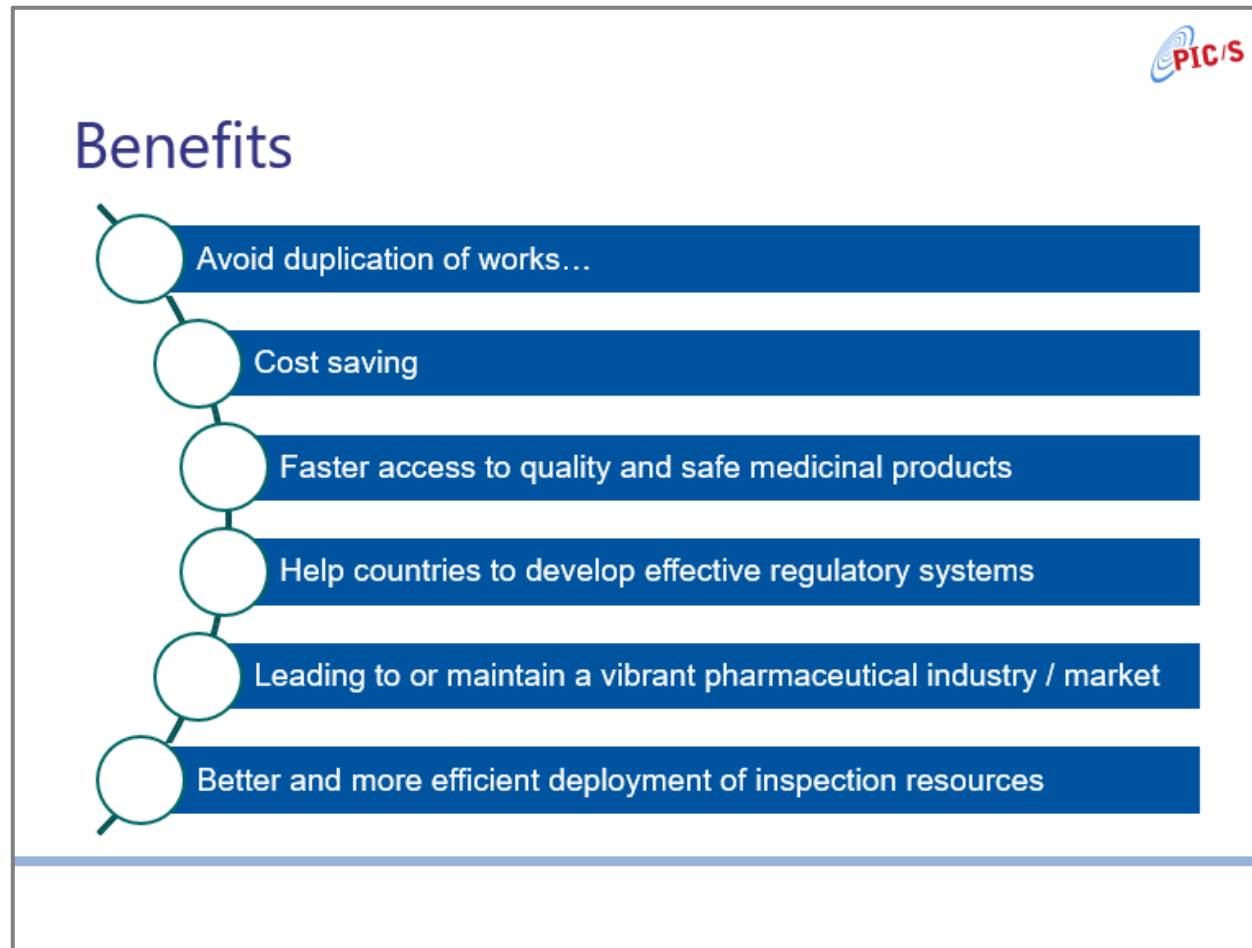 PIC/S
Benefits
Avoid duplication of works…
Cost saving
Faster access to quality and safe medicinal products
Help countries to develop effective regulatory systems
Leading to or maintain a vibrant pharmaceutical industry / market
Better and more efficient deployment of inspection resources